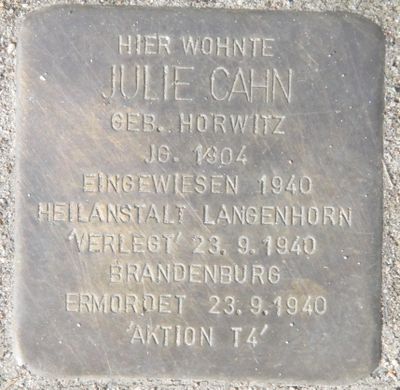 HIER WOHNTE
JULIE CAHN
GEB. HORWITZ
JG. 1904
EINGEWIESEN 1940
HEILANSTALT LANGENHORN
'VERLEGT' 23.9.1940
BRANDENBURG
ERMORDET 23.9.1940
'AKTION T4'